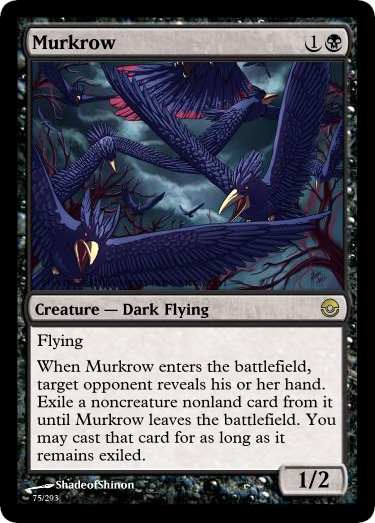 Murkrow 1
Creature — Dark Flying
Flying
When Murkrow enters the battlefield,
target opponent reveals his or her hand.
Exile a noncreature nonland card from it
until Murkrow leaves the battlefield. You
may cast that card for as long as it
remains exiled.
1/2
ShadeofShinon
75/293